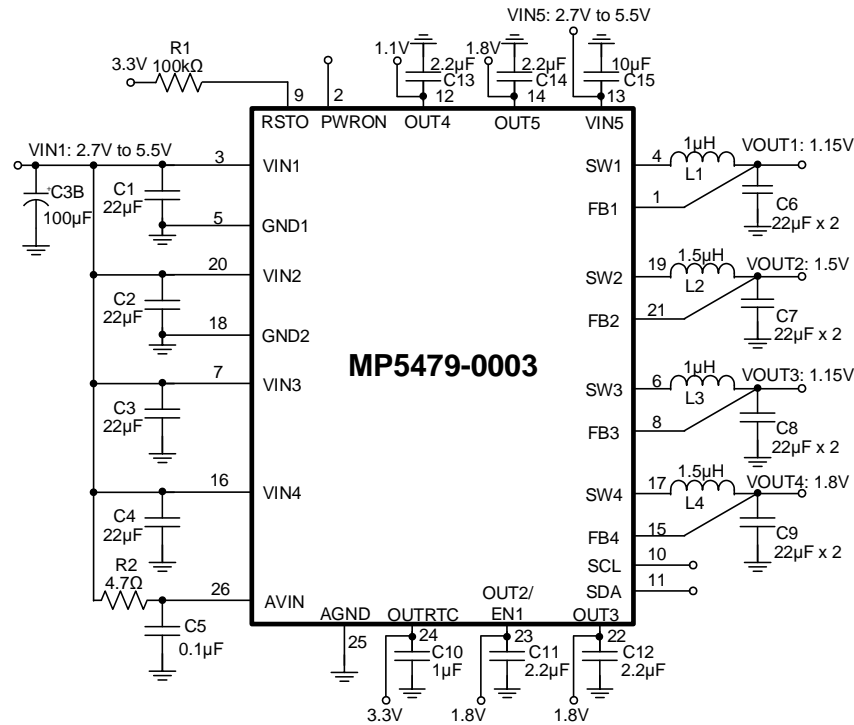 VIN5: 2.7V to 5.5V
R1
100kΩ
3.3V
1.1V
2.2µF
C13
1.8V
2.2µF
C14
10µF
C15
9
2
12
14
13
RSTO
PWRON
OUT4
OUT5
VIN5
VIN1: 2.7V to 5.5V
3
VIN1
SW1
4
1µH
L1
VOUT1: 1.15V
+
C3B
100µF
C1
22µF
5
GND1
FB1
1
C6
22µF x 2
20
VIN2
SW2
19
1.5µH
L2
VOUT2: 1.5V
C2
22µF
18
GND2
FB2
21
C7
22µF x 2
MP5479-0003
7
VIN3
SW3
6
1µH
L3
VOUT3: 1.15V
C3
22µF
FB3
8
C8
22µF x 2
16
VIN4
SW4
17
1.5µH
L4
VOUT4: 1.8V
C4
22µF
FB4
15
C9
22µF x 2
R2
4.7Ω
SCL
10
26
AVIN
SDA
11
C5
0.1µF
AGND
OUTRTC
OUT2/
EN1
OUT3
25
24
23
22
C10
1µF
C11
2.2µF
C12
2.2µF
3.3V
1.8V
1.8V